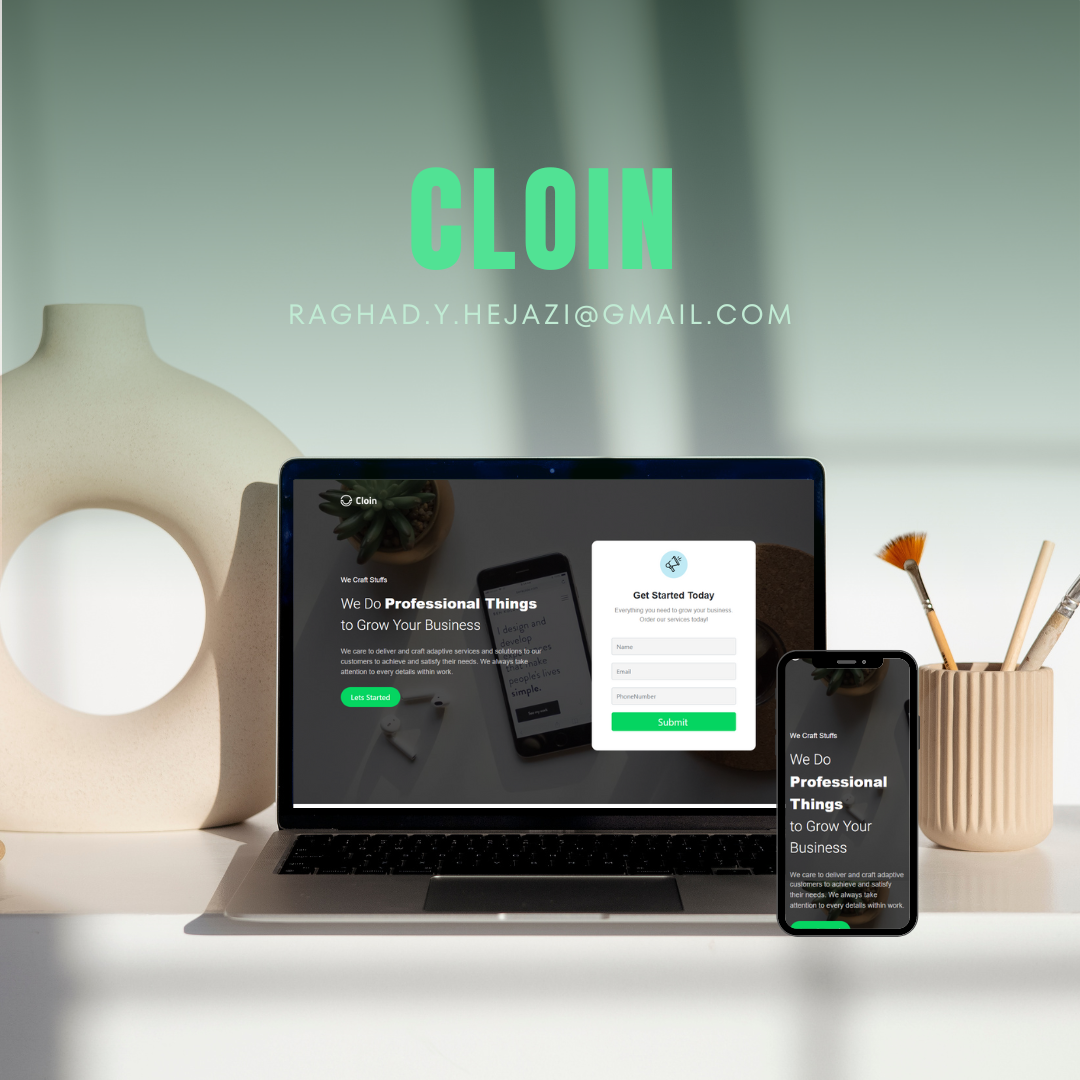 CLOIN
RAGHAD.Y.HEJAZI@GMAIL.COM
Cloin
We Craft Stuffs
We Do Professional Things
to Grow Your Business
We care to deliver and craft adaptive services and solutions to our
customers to achieve and satisfy their needs. We always take
attention to every details within work.
Lets Started
I design and
develop
that make
people's lives
simple.
Get Started Today
Everything you need to grow your business.
Order our services today!
Name
Email
PhoneNumber
Submit
We Craft Stuffs
We Do
Professional
Things
to Grow Your
Business
We care to deliver and craft adaptive
customers to achieve and satisfy
their needs. We always take
attention to every details within work.